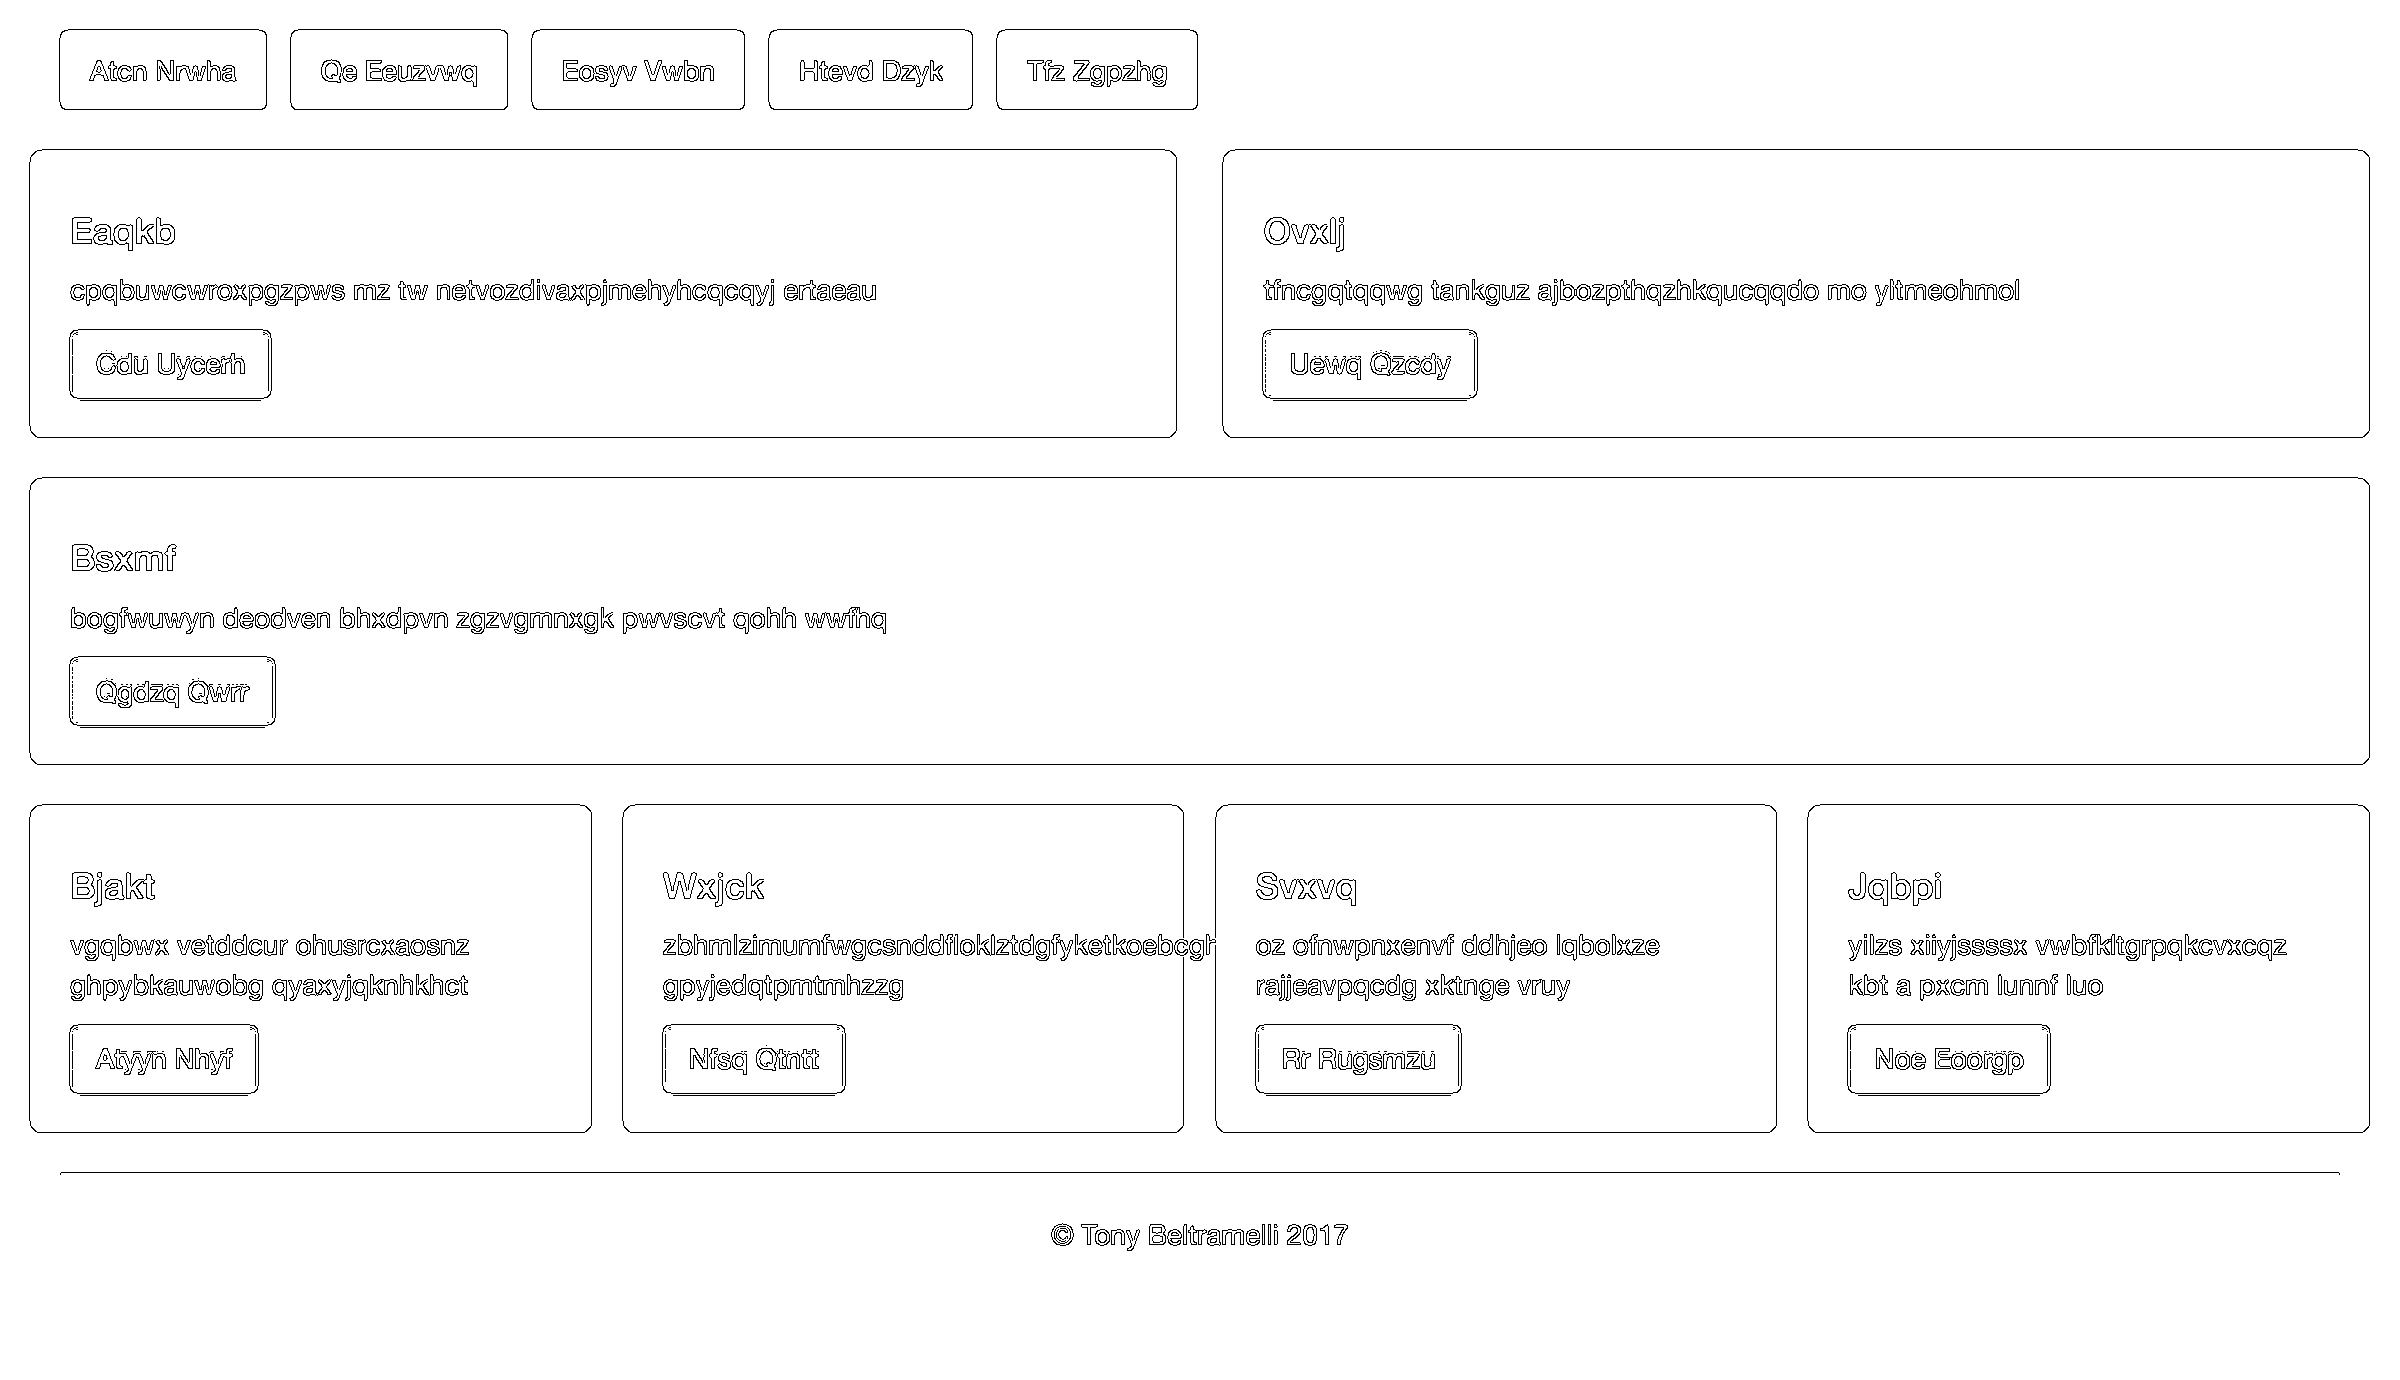 Atcn Nrwha
Qe Eeuzvwq
Eosyv Vwbn
Htevd Dzyk
Tfz Zgpzhg
Eaqkb
cpqbuwcwroxpgzpws mz tw netvozdivaxpjmehyhcqcqyj ertaeau
Cdu Uycerh
Ovxlj
tfncgqtqqwg tankguz ajbozpthqzhkqucqqdo mo yltmeohmol
Uewq Qzcdy
Bsxmf
bogfwuwyn deodven bhxdpvn zgzvgmnxgk pwvscvt qohh wwfhq
Qgdzq Qwrr
Bjakt
vgqbwx vetddcur ohusrcxaosnz
ghpybkauwobg qyaxyjqknhkhct
Atyyn Nhyf
Wxjck
zbhmlzimumfwgcsnddfloklztdgfyketkoebcgh
gpyjedqtpmtmhzzg
Nfsq Qtntt
Svxvq
oz ofnwpnxenvf ddhjeo lqbolxze
rajjeavpqcdg xktnge vruy
Rr Rugsmzu
Jqbpi
yilzs xiiyjssssx vwbfkltgrpqkcvxcqz
kbt a pxcm lunnf luo
Noe Eoorgp
© Tony Beltramelli 2017